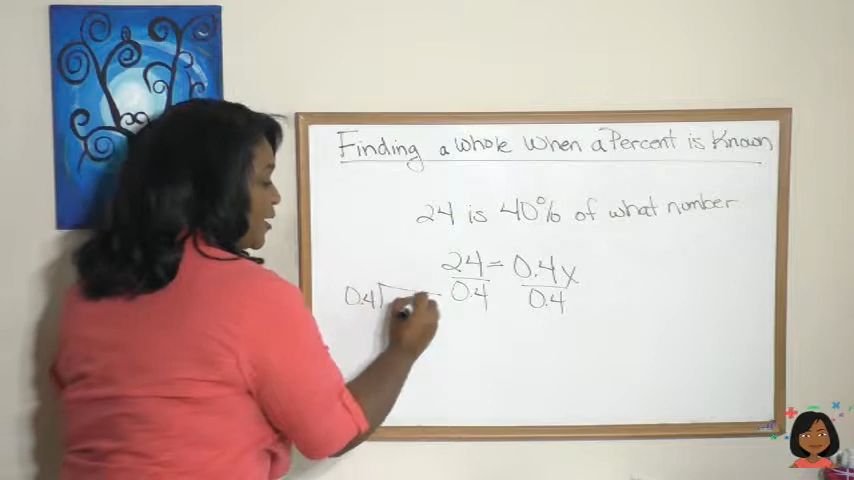 Finding a Whole When a Percent is Known
24 is 40% of what number
24 = 0.4x
0.4 0.4
0.4